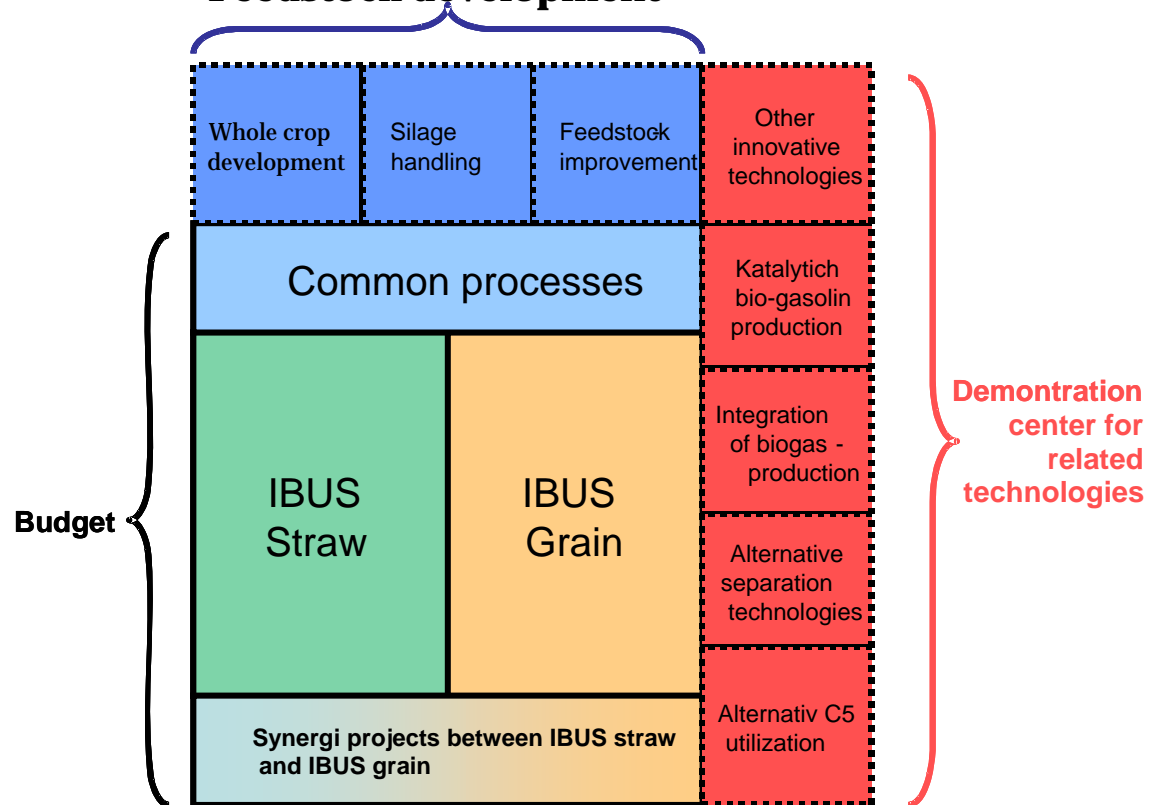 Feedstock development
Whole crop
development
Silage
handling
Feedstock
improvement
Other
innovative
technologies
Common processes
Katalytich
bio-gasolin
production
Budget
IBUS
Straw
IBUS
Grain
Integration
of biogas -
production
Demontration
center for
related
technologies
Alternative
separation
technologies
Synergi projects between IBUS straw
and IBUS grain
Alternativ C5
utilization